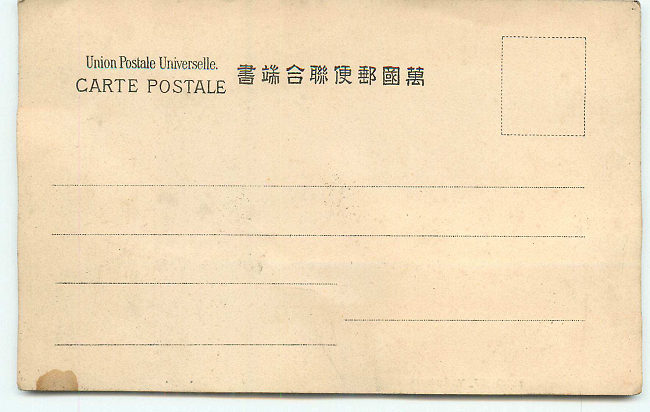 Union Postale Universelle.
CARTE POSTALE
萬國郵便聯合端書